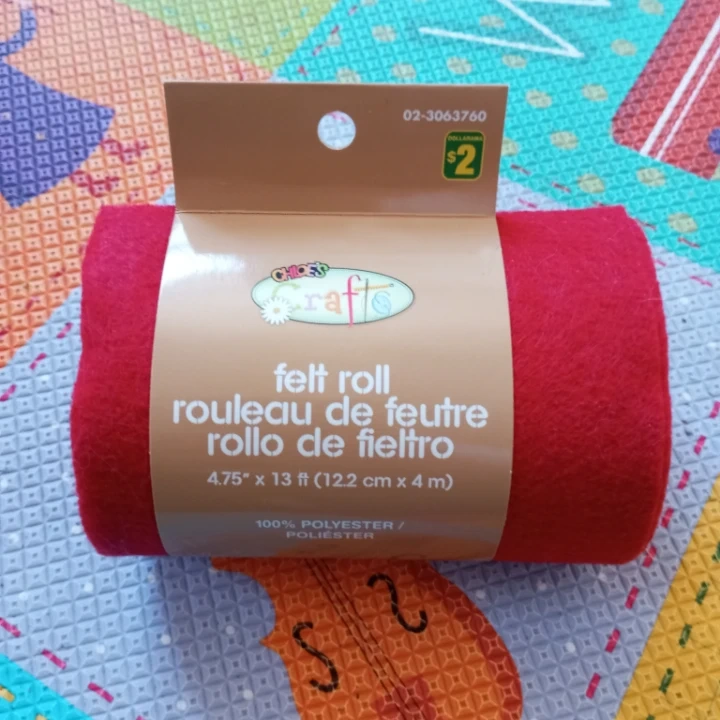 02-3063760
DOLLARAMA
$2
CHLOE'S
Crafts
felt roll
rouleau de feutre
rollo de fieltro
4.75" x 13 ft (12.2 cm x 4 m)
100% POLYESTER /
POLIÉSTER